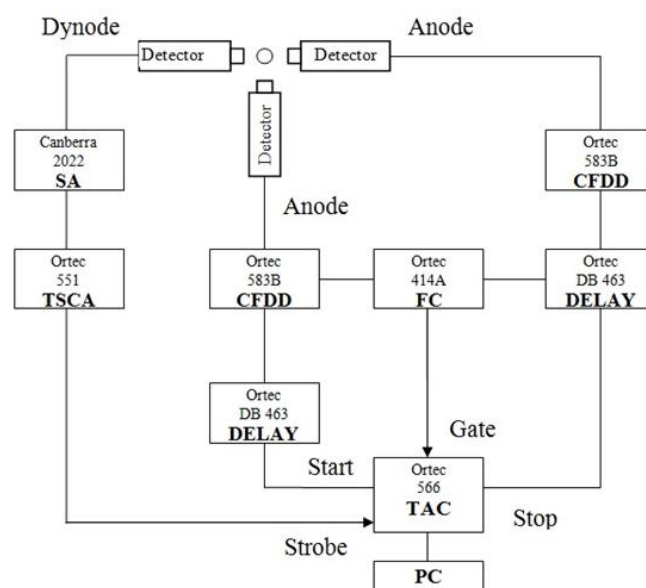 Dynode
Anode
Detector
Detector
Detector
Canberra
2022
SA
Ortec
583B
CFDD
Anode
Ortec
551
TSCA
Ortec
583B
CFDD
Ortec
414A
FC
Ortec
DB 463
DELAY
Ortec
DB 463
DELAY
Gate
Start
Ortec
566
TAC
Stop
Strobe
PC